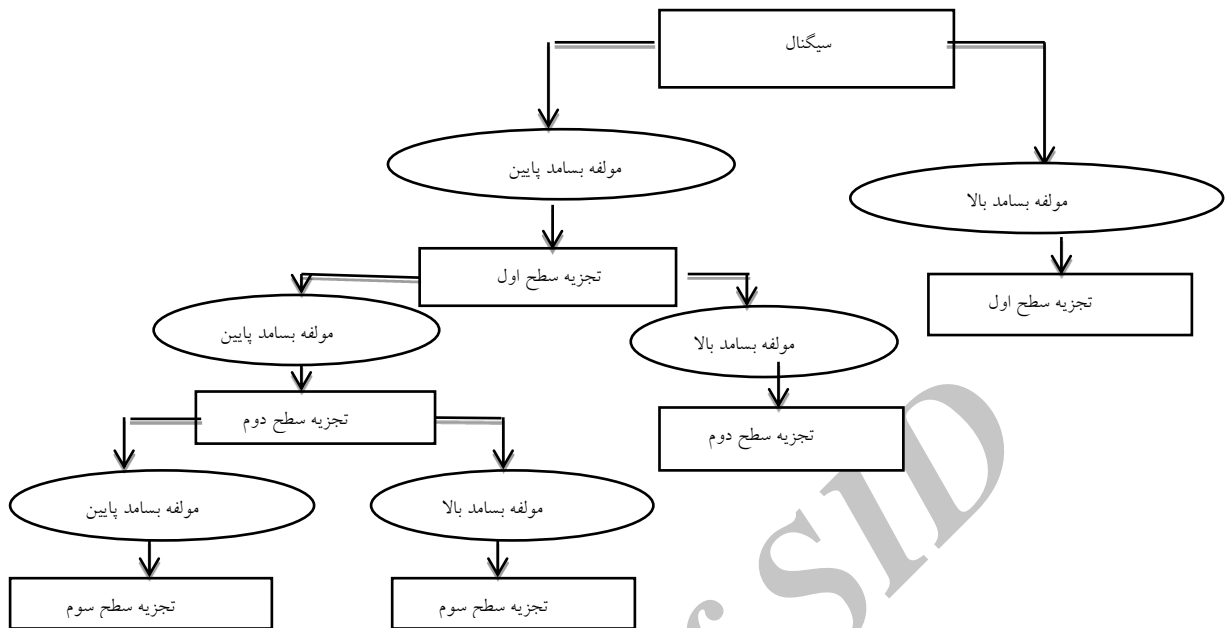 سیگنال
مولفه بسامد پایین
مولفه بسامد بالا
تجزیه سطح اول
تجزیه سطح اول
مولفه بسامد پایین
مولفه بسامد بالا
تجزیه سطح دوم
تجزیه سطح دوم
مولفه بسامد پایین
مولفه بسامد بالا
تجزیه سطح سوم
تجزیه سطح سوم
of SID